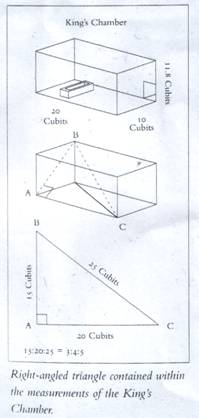 King's Chamber
11.8 Cubits
20
Cubits
10
Cubits
B
A
C
B
15 Cubits
25 Cubits
A
C
20 Cubits
15:20:25 = 3:4:5
Right-angled triangle contained within
the measurements of the King's
Chamber.